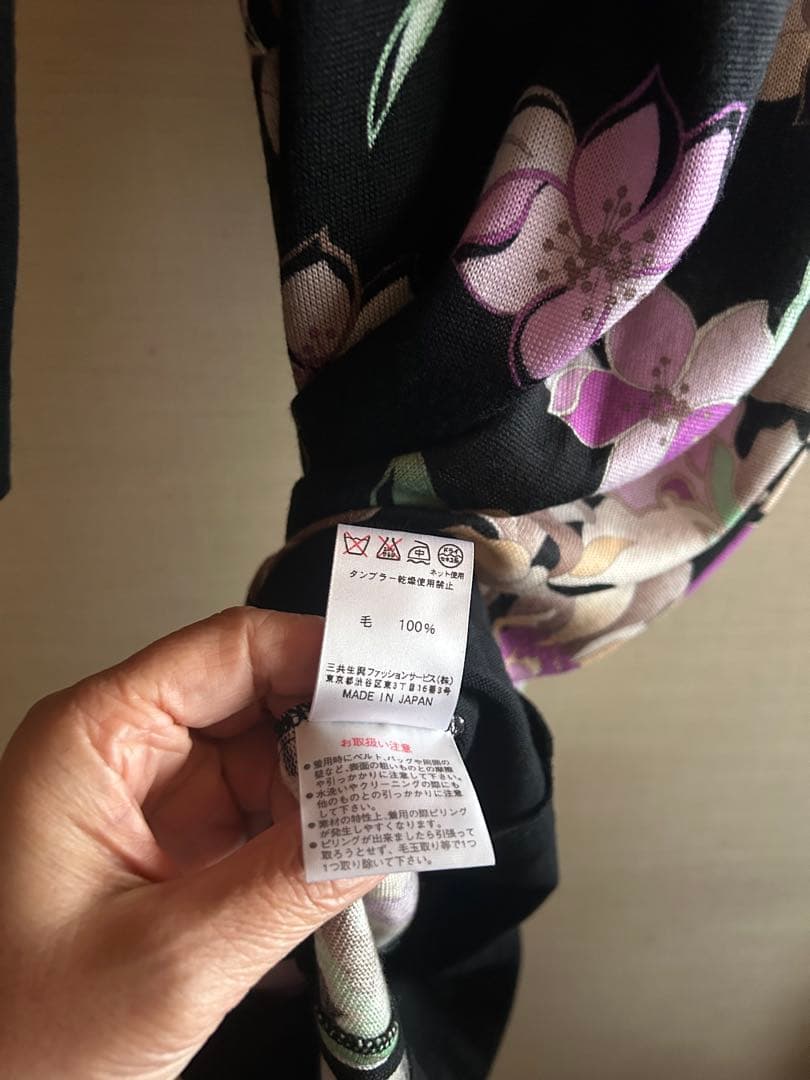 中 ドライ
ネット使用
タンブラー乾燥使用禁止
毛 100%
三共生興ファッションサービス(株)
東京都渋谷区東3丁目16番3号
MADE IN JAPAN
お取扱い注意
●着用時にベルト、バッグや腕時の
髪など、表面の粗いものとの摩擦
や引っかかりに注意して下さい。
●水洗いやクリーニングの際にも
他のものとの引っかかりに注意
して下さい。
●素材の特性上、着用の際ピリング
が発生しやすくなります。
●ピリングが出来ましたら引張って
取ろうとせず、毛玉取り等で1つ
1つ取り除いて下さい。